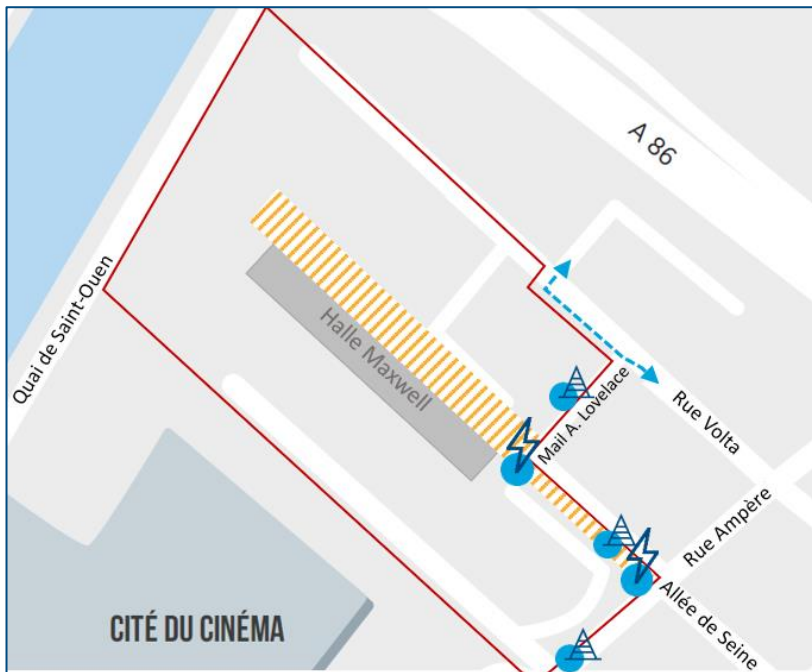 A 86
Quai de Saint-Ouen
Halle Maxwell
Mail A. Lovelace
Rue Volta
Rue Ampère
Allée de Seine
CITÉ DU CINÉMA